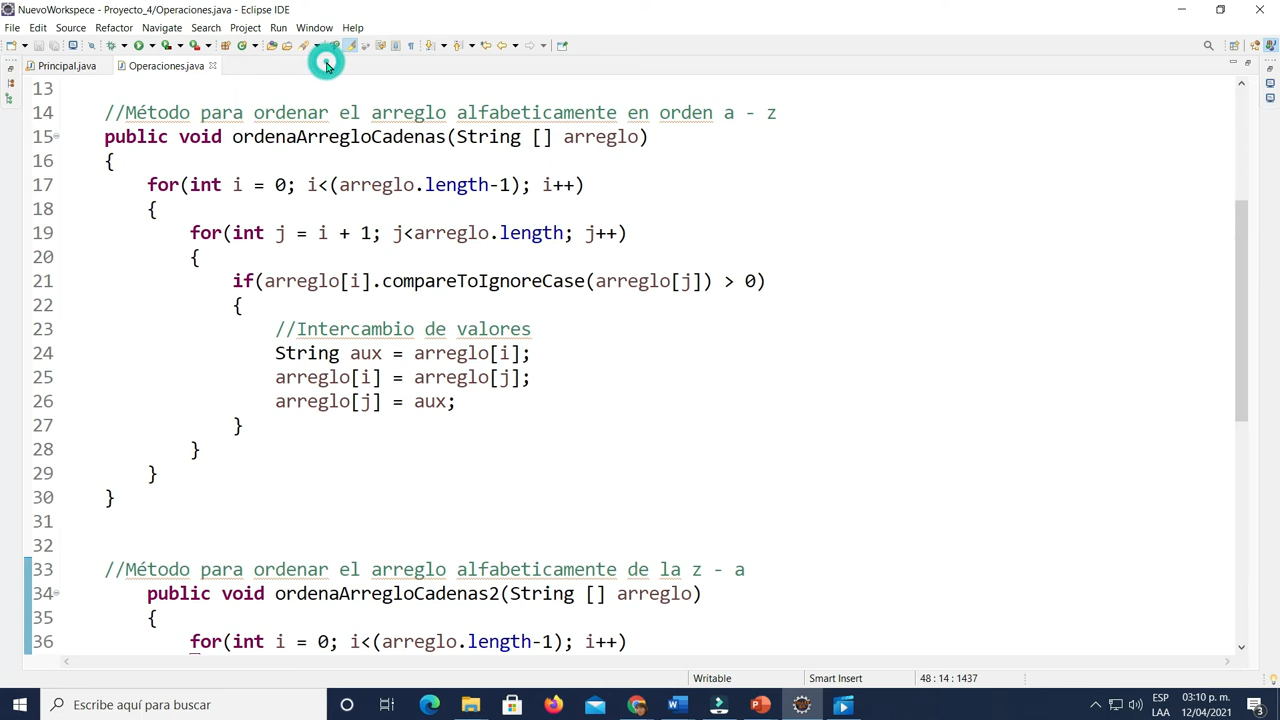 NuevoWorkspece - Proyecto_4/Operaciones.java - Eclipse IDE
File Edit Source Refactor Navigate Search Project Run Window Help
Principal.java Operaciones.java
13
14 //Método para ordenar el arreglo alfabeticamente en orden a - z
15 public void ordenaArregloCadenas(String [] arreglo)
16 {
17 for(int i = 0; i<(arreglo.length-1); i++)
18 {
19 for(int j = i + 1; j<arreglo.length; j++)
20 {
21 if(arreglo[i].compareToIgnoreCase(arreglo[j]) > 0)
22 {
23 //Intercambio de valores
24 String aux = arreglo[i];
25 arreglo[i] = arreglo[j];
26 arreglo[j] = aux;
27 }
28 }
29 }
30 }
31
32
33 //Método para ordenar el arreglo alfabeticamente de la z - a
34 public void ordenaArregloCadenas2(String [] arreglo)
35 {
36 for(int i = 0; i<(arreglo.length-1); i++)
Writable Smart Insert 48 : 14 : 1437
Escribe aquí para buscar
ESP 03:10 p. m.
LAA 12/04/2021
3